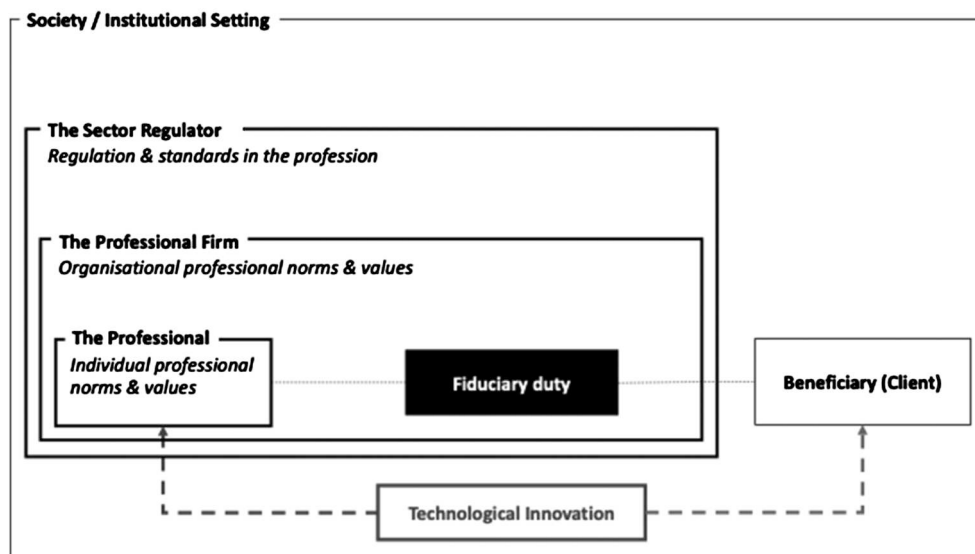 Society / Institutional Setting
The Sector Regulator
Regulation & standards in the profession
The Professional Firm
Organisational professional norms & values
The Professional
Individual professional
norms & values
Fiduciary duty
Beneficiary (Client)
Technological Innovation